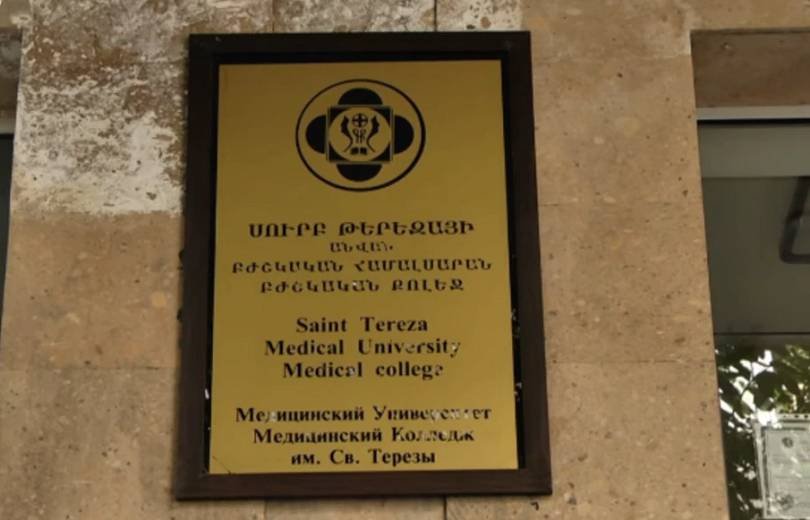 ՍՈՒՐԲ ԹԵՐԵԶԱՅԻ
ԱՆՎԱՆ
ԲԺՇԿԱԿԱՆ ՀԱՄԱԼՍԱՐԱՆ
ԲԺՇԿԱԿԱՆ ՔՈԼԵՋ
Saint Tereza
Medical University
Medical college
Медицинский Университет
Медицинский Колледж
им. Св. Терезы